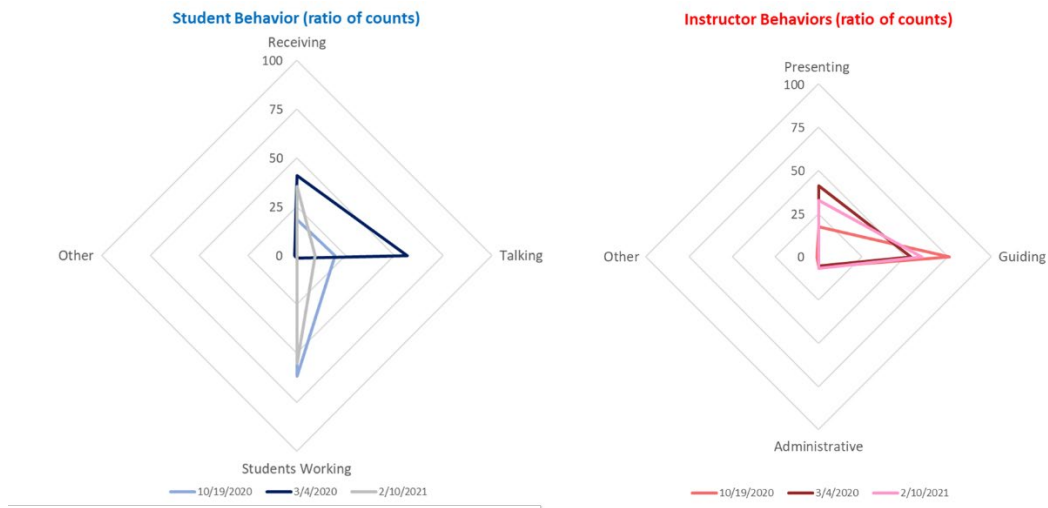 Student Behavior (ratio of counts)
Receiving
100
75
50
25
0
Other
Talking
Students Working
10/19/2020 3/4/2020 2/10/2021
Instructor Behaviors (ratio of counts)
Presenting
100
75
50
25
0
Other
Guiding
Administrative
10/19/2020 3/4/2020 2/10/2021